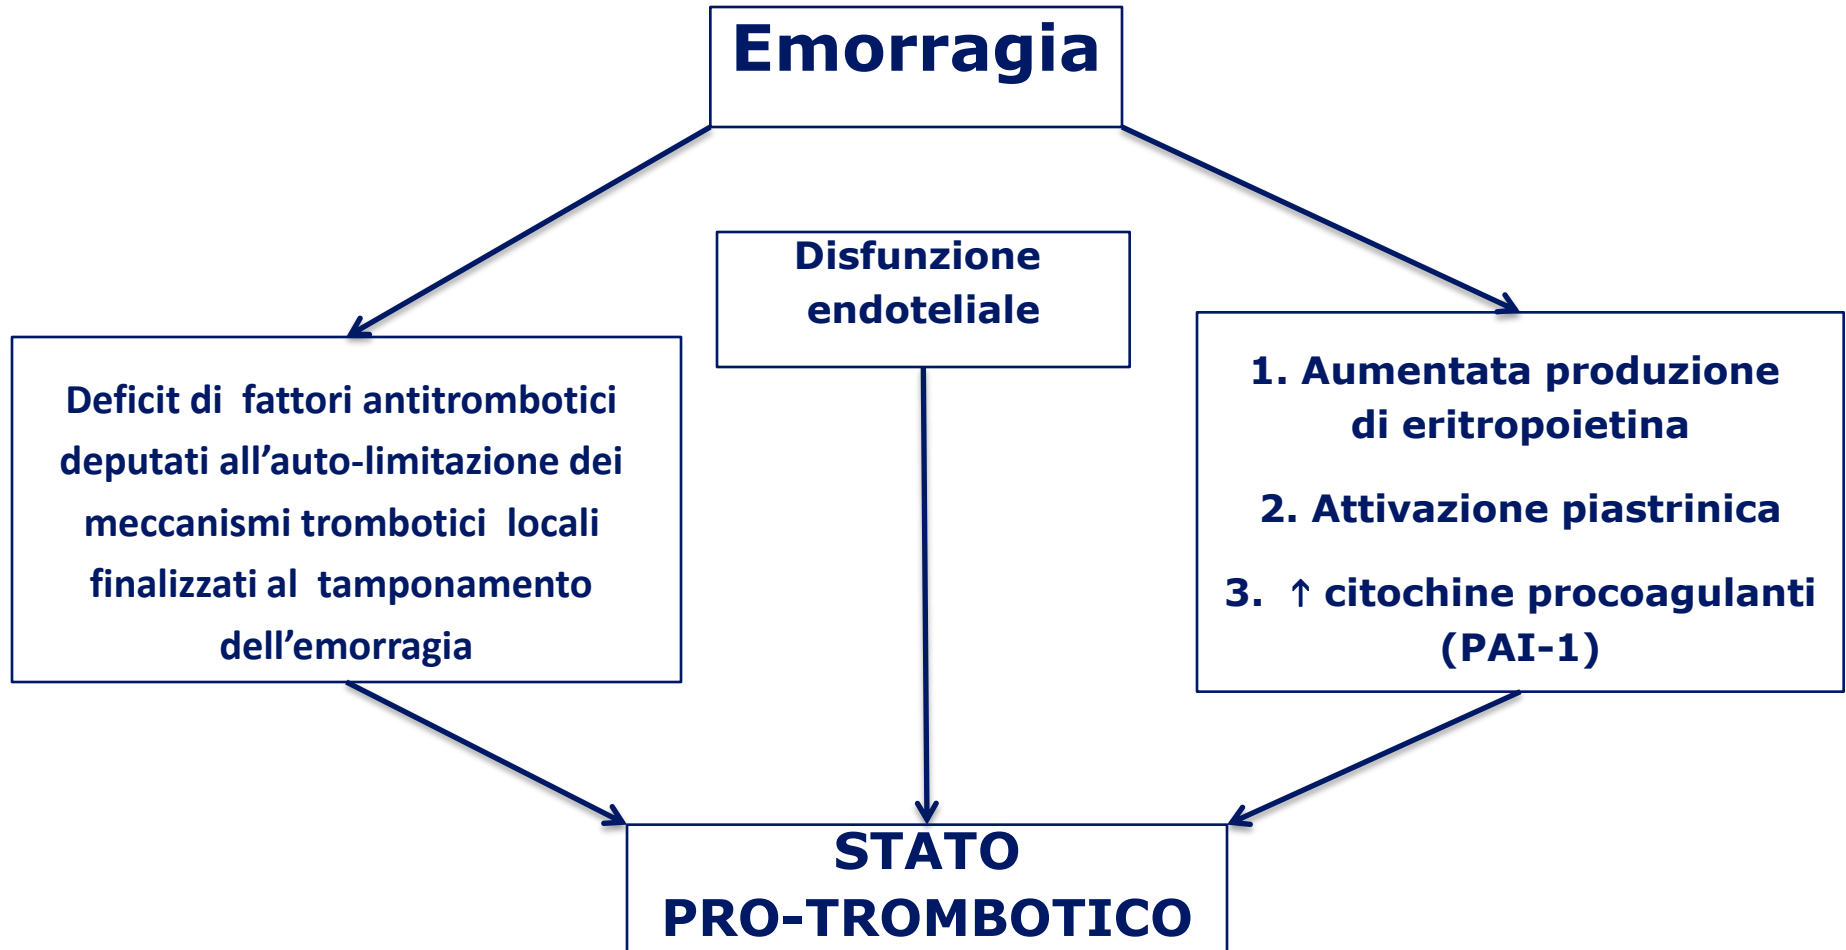 Emorragia
Disfunzione
endoteliale
Deficit di fattori antitrombotici
deputati all’auto-limitazione dei
meccanismi trombotici locali
finalizzati al tamponamento
dell’emorragia
1. Aumentata produzione
di eritropoietina
2. Attivazione piastrinica
3. ↑ citochine procoagulanti
(PAI-1)
STATO
PRO-TROMBOTICO